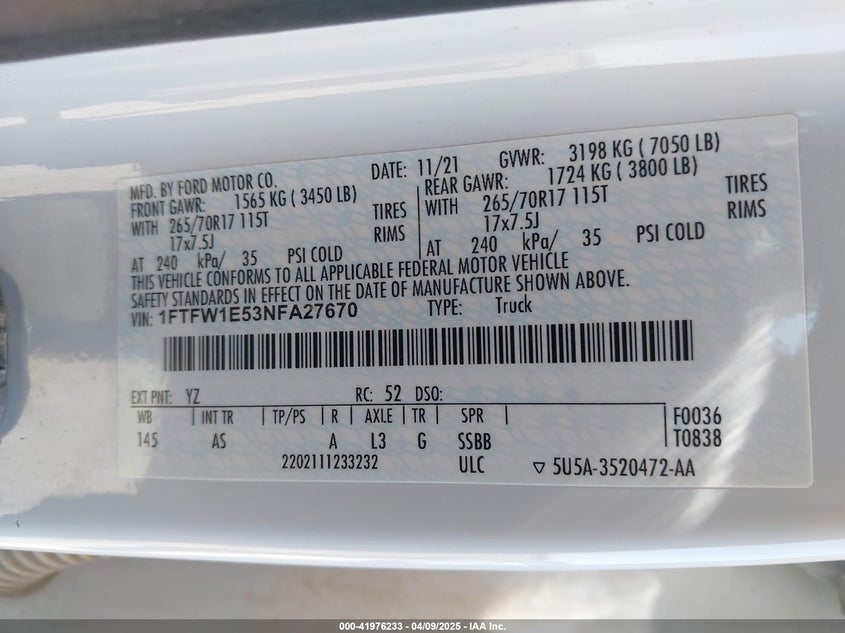 MFD. BY FORD MOTOR CO. DATE: 11/21 GVWR: 3198 KG ( 7050 LB)
FRONT GAWR: 1565 KG ( 3450 LB) REAR GAWR: 1724 KG ( 3800 LB)
WITH 265/70R17 115T TIRES WITH 265/70R17 115T TIRES
17x7.5J RIMS 17x7.5J RIMS
AT 240 kPa/ 35 PSI COLD AT 240 kPa/ 35 PSI COLD
THIS VEHICLE CONFORMS TO ALL APPLICABLE FEDERAL MOTOR VEHICLE
SAFETY STANDARDS IN EFFECT ON THE DATE OF MANUFACTURE SHOWN ABOVE.
VIN: 1FTFW1E53NFA27670 TYPE: Truck
EXT PNT: YZ RC: 52 DSO:
WB INT TR TP/PS R AXLE TR SPR F0036
145 AS A L3 G SSBB T0838
2202111233232 ULC ▽ 5U5A-3520472-AA
000-41976233 - 04/09/2025 - IAA, Inc.